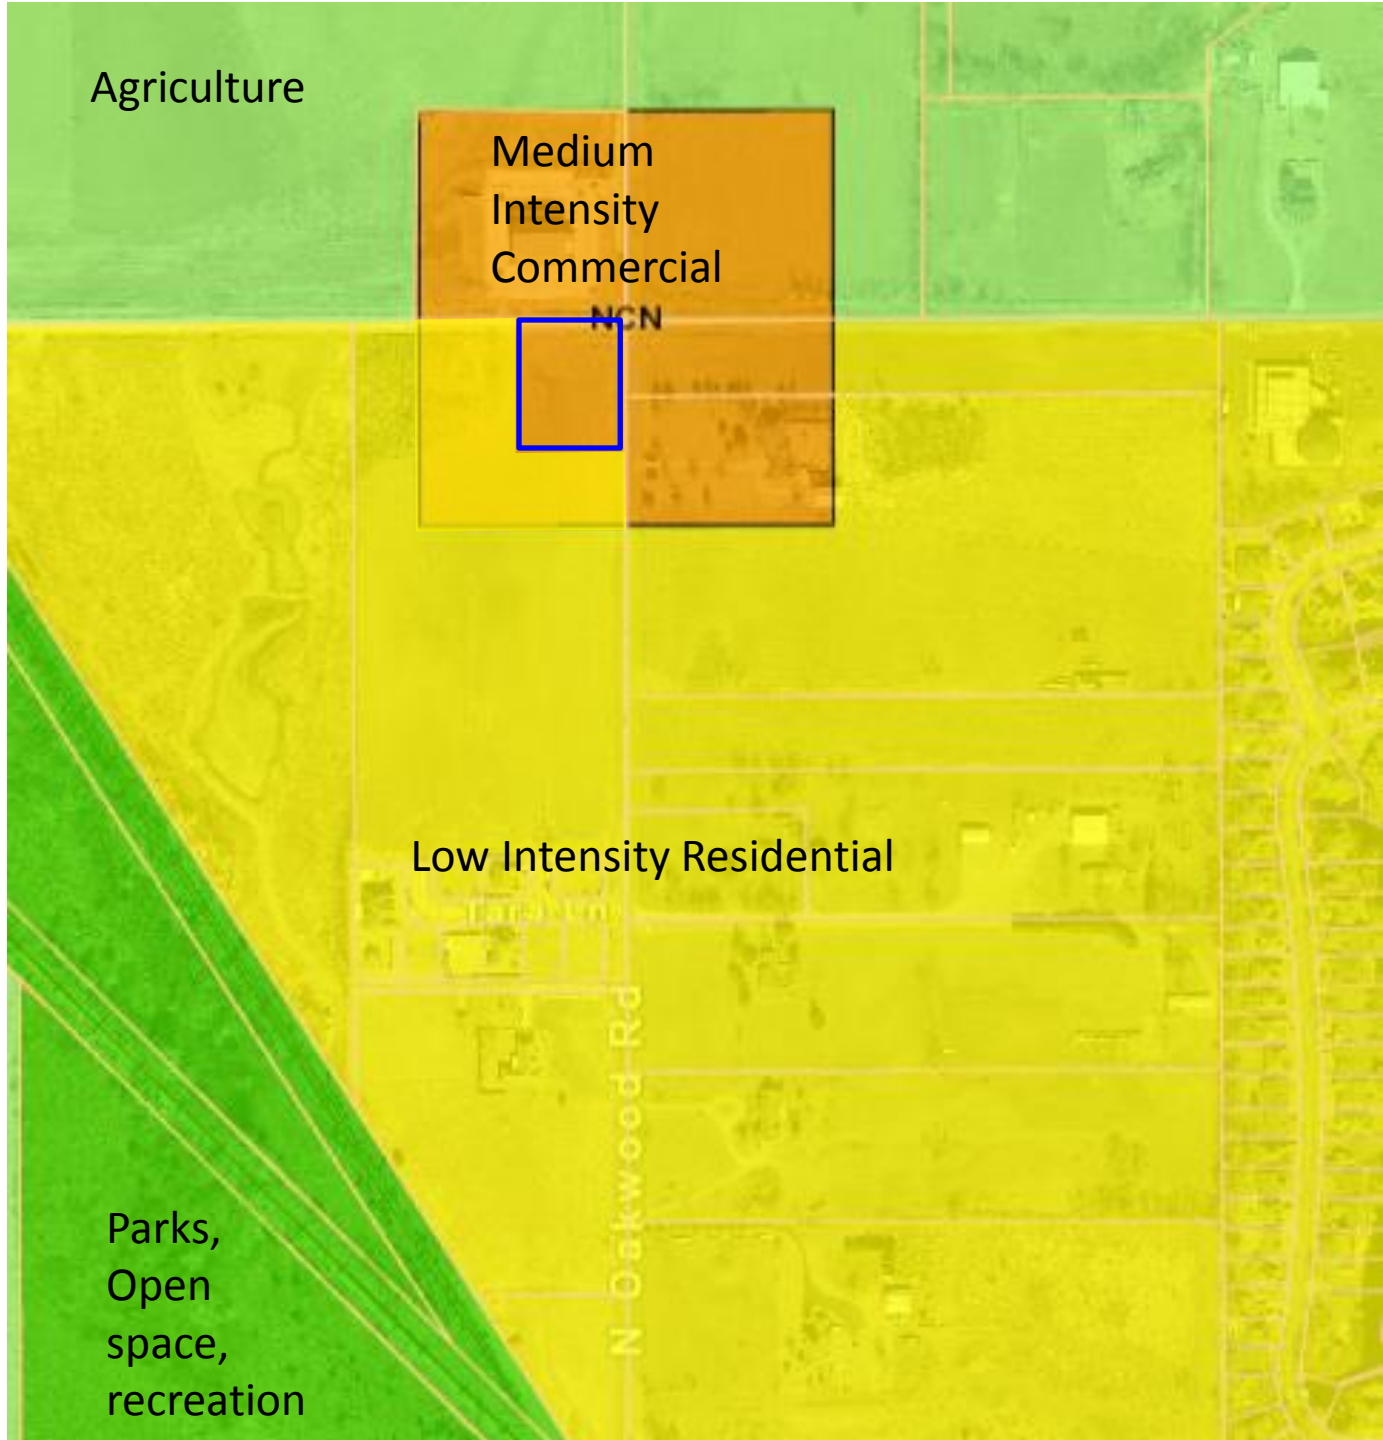 Agriculture
Medium
Intensity
Commercial
NCN
Low Intensity Residential
N Oakwood Rd
Parks,
Open
space,
recreation